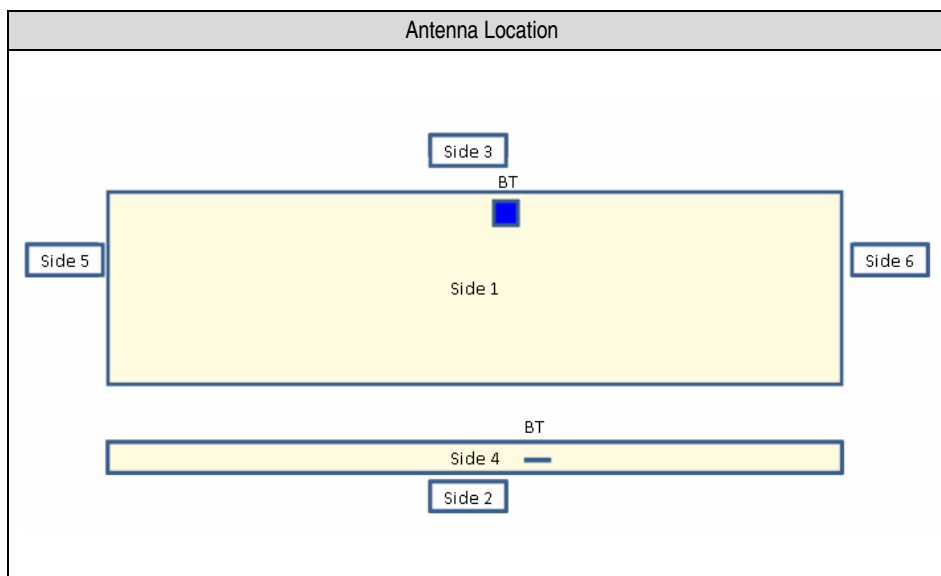 Antenna Location
Side 3
BT
Side 5
Side 6
Side 1
BT
Side 4
Side 2